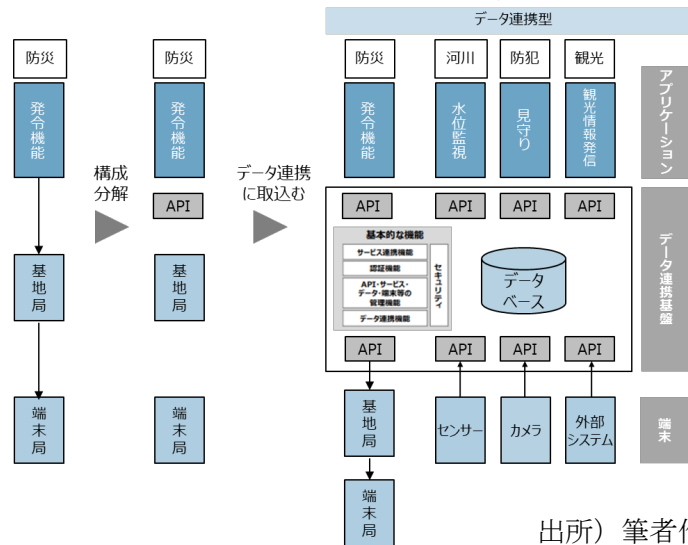 データ連携型
防災
防災
防災
河川
防犯
観光
発令機能
発令機能
発令機能
水位監視
見守り
観光情報発信
アプリケーション
構成
分解
データ連携
に取込む
API
API
API
API
API
基本的な機能
サービス連携機能
認証機能
API・サービス・
データ・端末等の
管理機能
データ連携機能
セキュリティ
データ
ベース
データ連携基盤
基地局
基地局
API
API
API
API
端末局
端末局
基地局
センサー
カメラ
外部
システム
端末
端末局
出所）筆者作